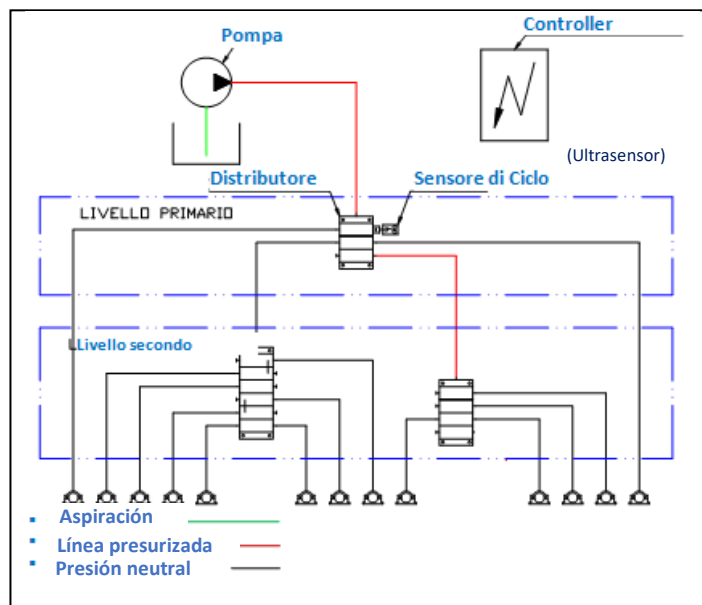 Pompa
Controller
(Ultrasensor)
Distributore
Sensore di Ciclo
LIVELLO PRIMARIO
LLivello secondo
Aspiración
Línea presurizada
Presión neutral